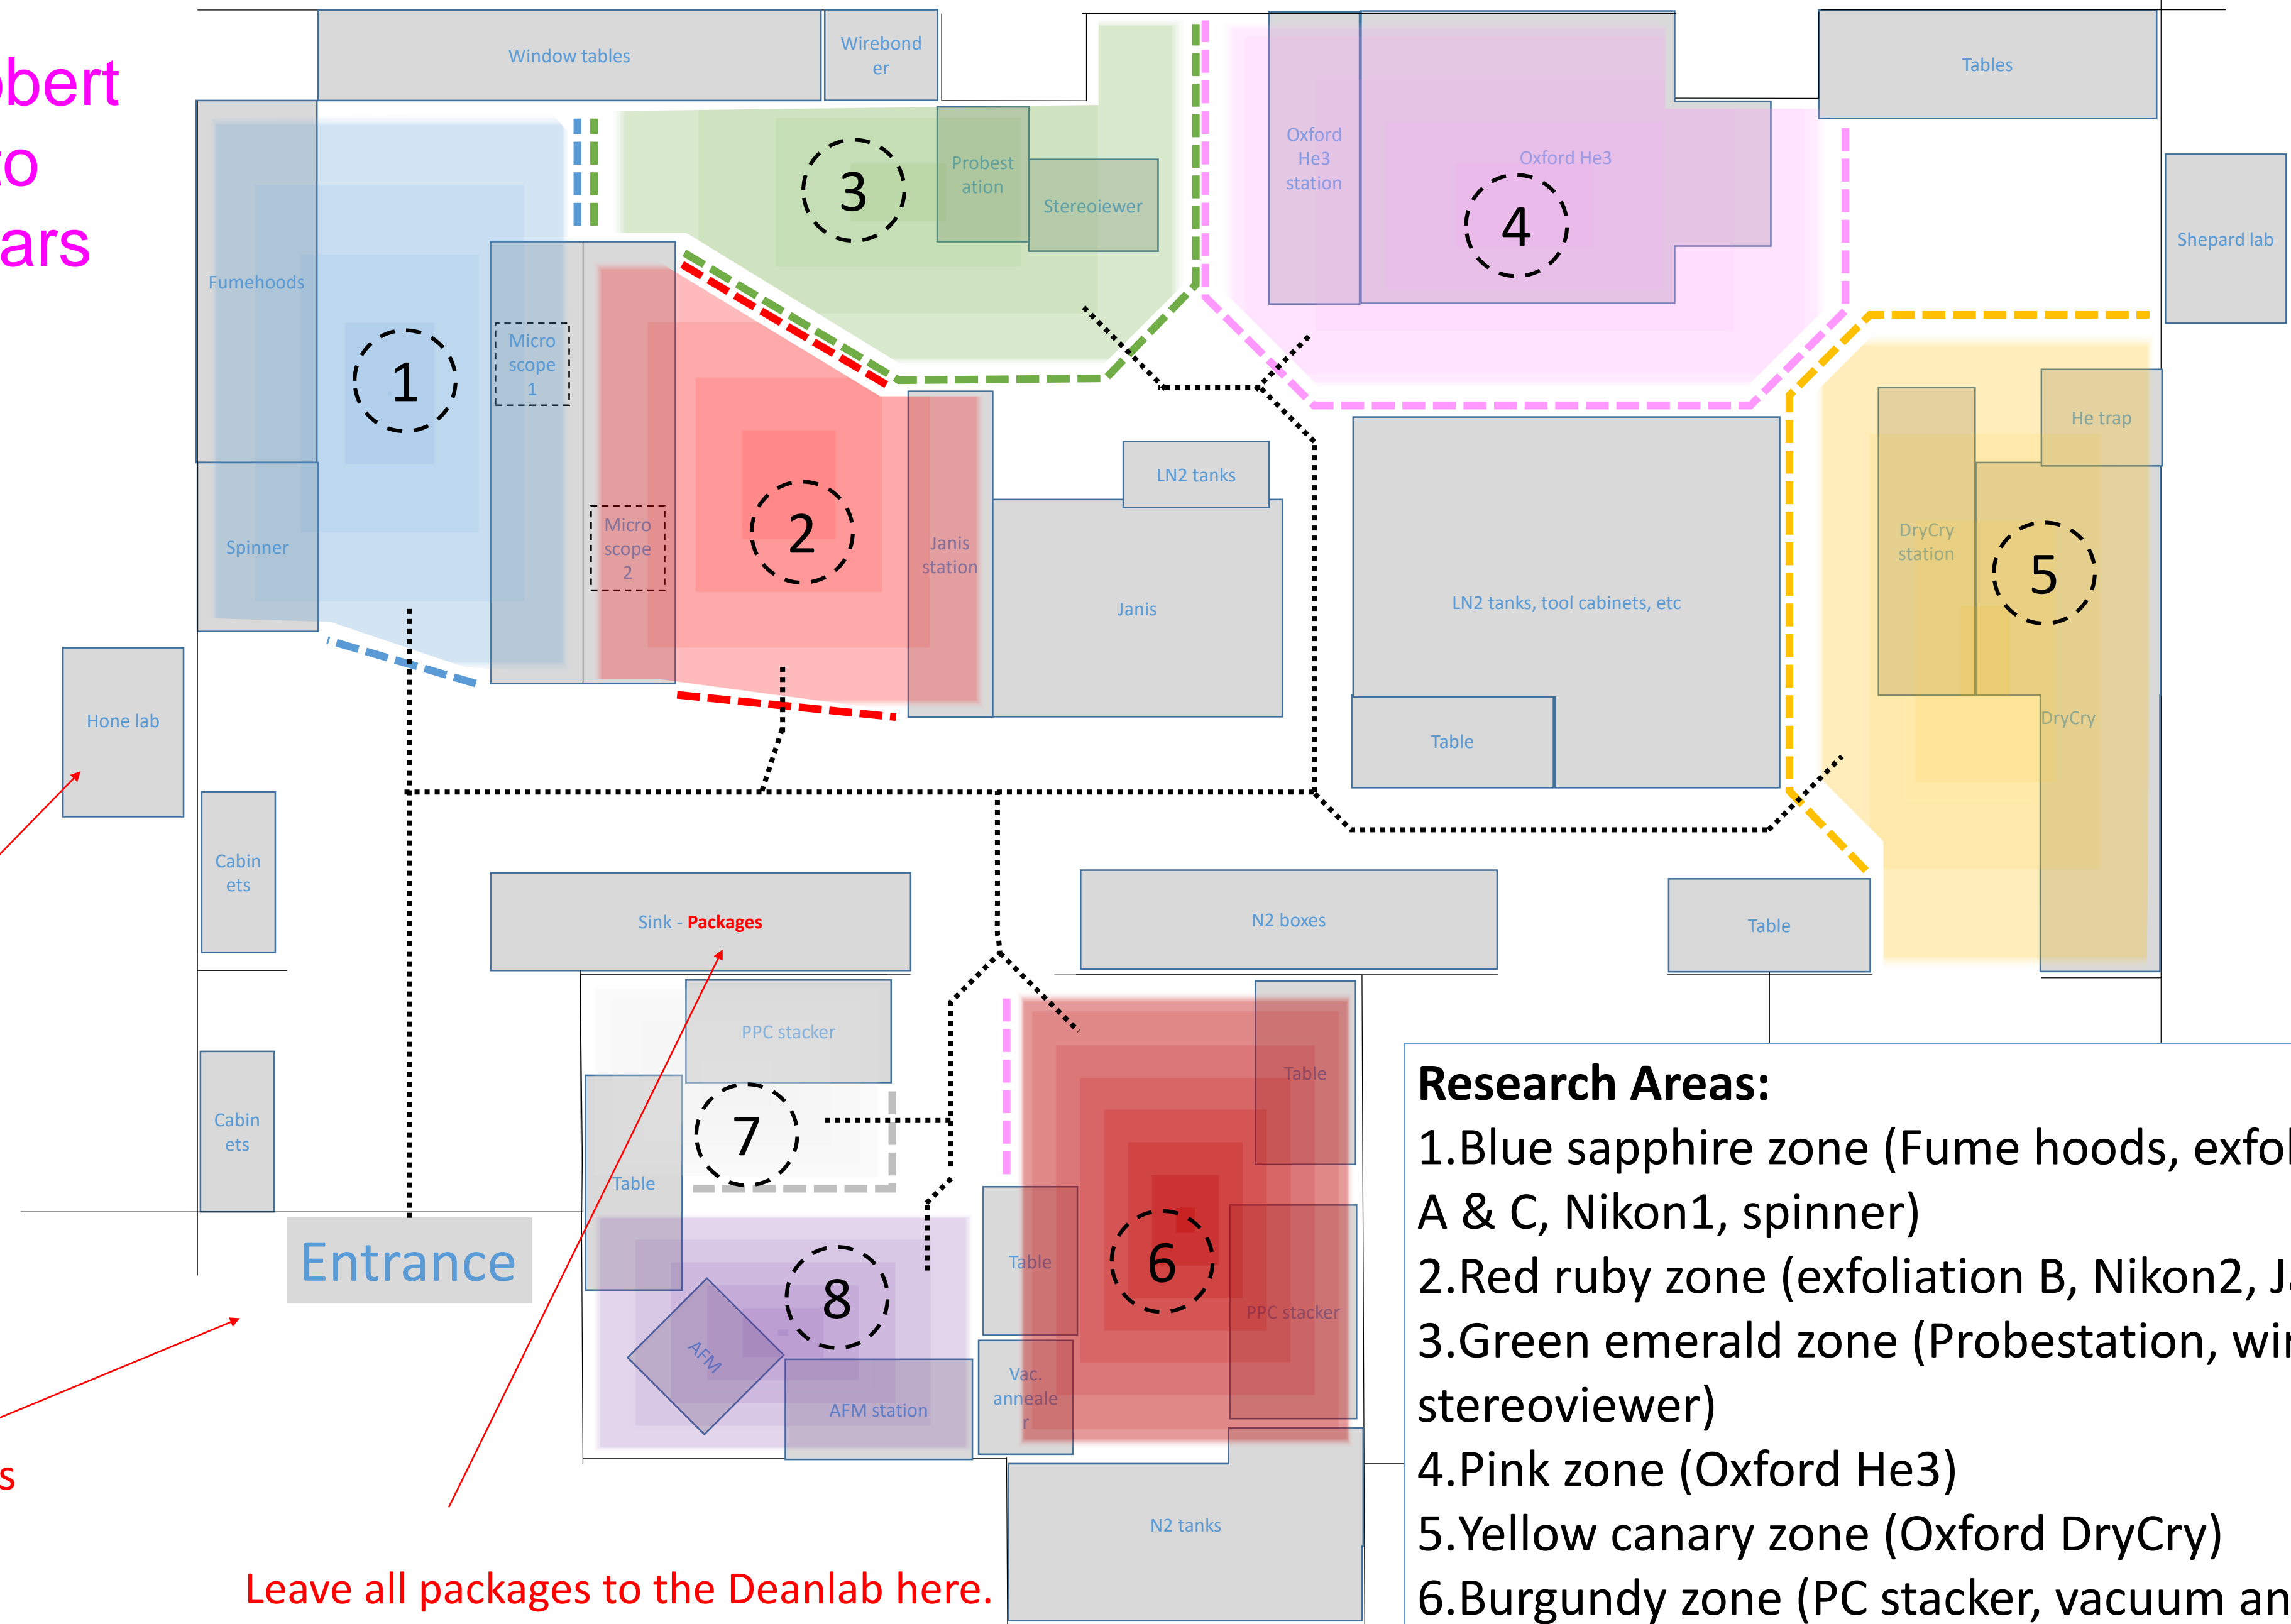 bert
to
ars
Window tables
Wirebond
er
Tables
Oxford
He3
station
Oxford He3
Probest
ation
Stereoiewer
3
4
Shepard lab
Fumehoods
Micro
scope
1
1
He trap
LN2 tanks
Micro
scope
2
2
Janis
station
DryCry
station
5
Spinner
Janis
LN2 tanks, tool cabinets, etc
Hone lab
DryCry
Table
Cabin
ets
Sink - Packages
N2 boxes
Table
PPC stacker
Table
Cabin
ets
7
Table
Entrance
Table
6
PPC stacker
8
AFM
Vac.
anneale
r
AFM station
s
N2 tanks
Leave all packages to the Deanlab here.
Research Areas:
1.Blue sapphire zone (Fume hoods, exfol
A & C, Nikon1, spinner)
2.Red ruby zone (exfoliation B, Nikon2, Ja
3.Green emerald zone (Probestation, wir
stereoviewer)
4.Pink zone (Oxford He3)
5.Yellow canary zone (Oxford DryCry)
6.Burgundy zone (PC stacker, vacuum an